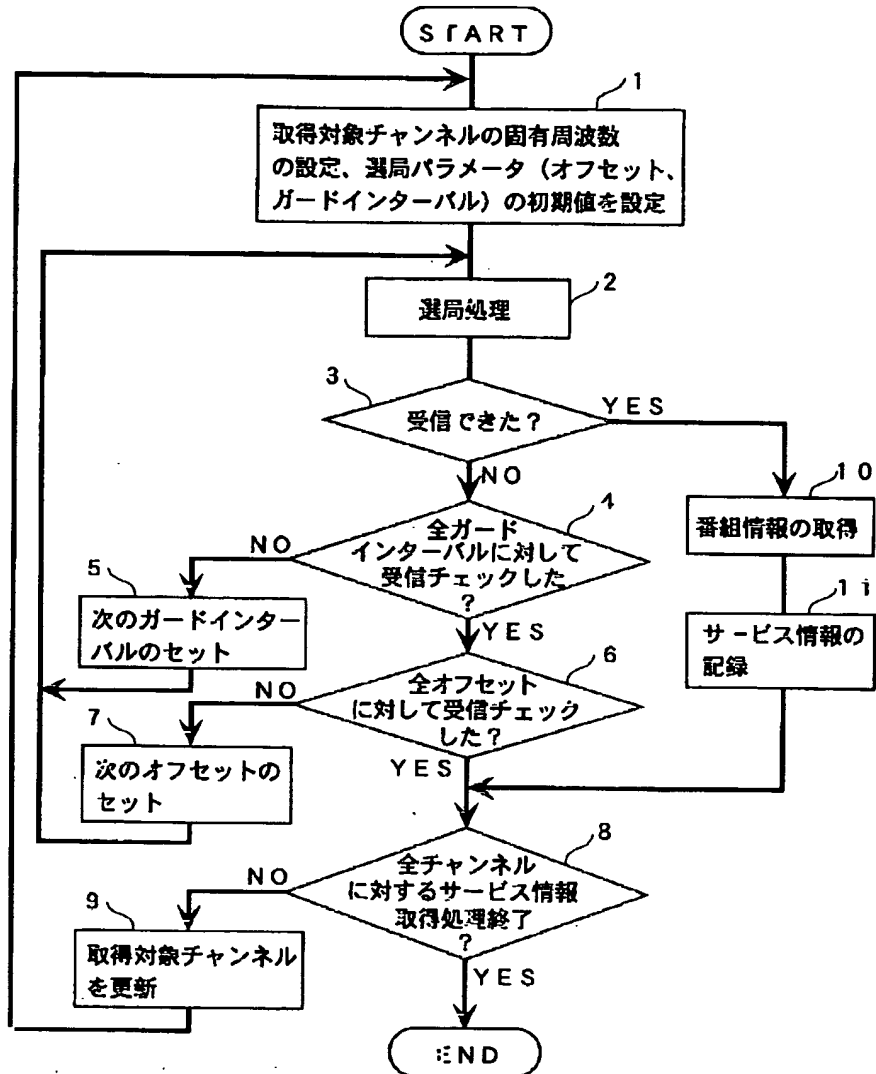 START
1
取得対象チャンネルの固有周波数
の設定、選局パラメータ（オフセット、
ガードインターバル）の初期値を設定
2
選局処理
3
受信できた？
YES
NO
10
番組情報の取得
4
全ガード
インターバルに対して
受信チェックした
？
NO
5
次のガードインター
バルのセット
YES
11
サービス情報の
記録
6
全オフセット
に対して受信チェック
した？
NO
7
次のオフセットの
セット
YES
8
全チャンネル
に対するサービス情報
取得処理終了
？
NO
9
取得対象チャンネル
を更新
YES
END